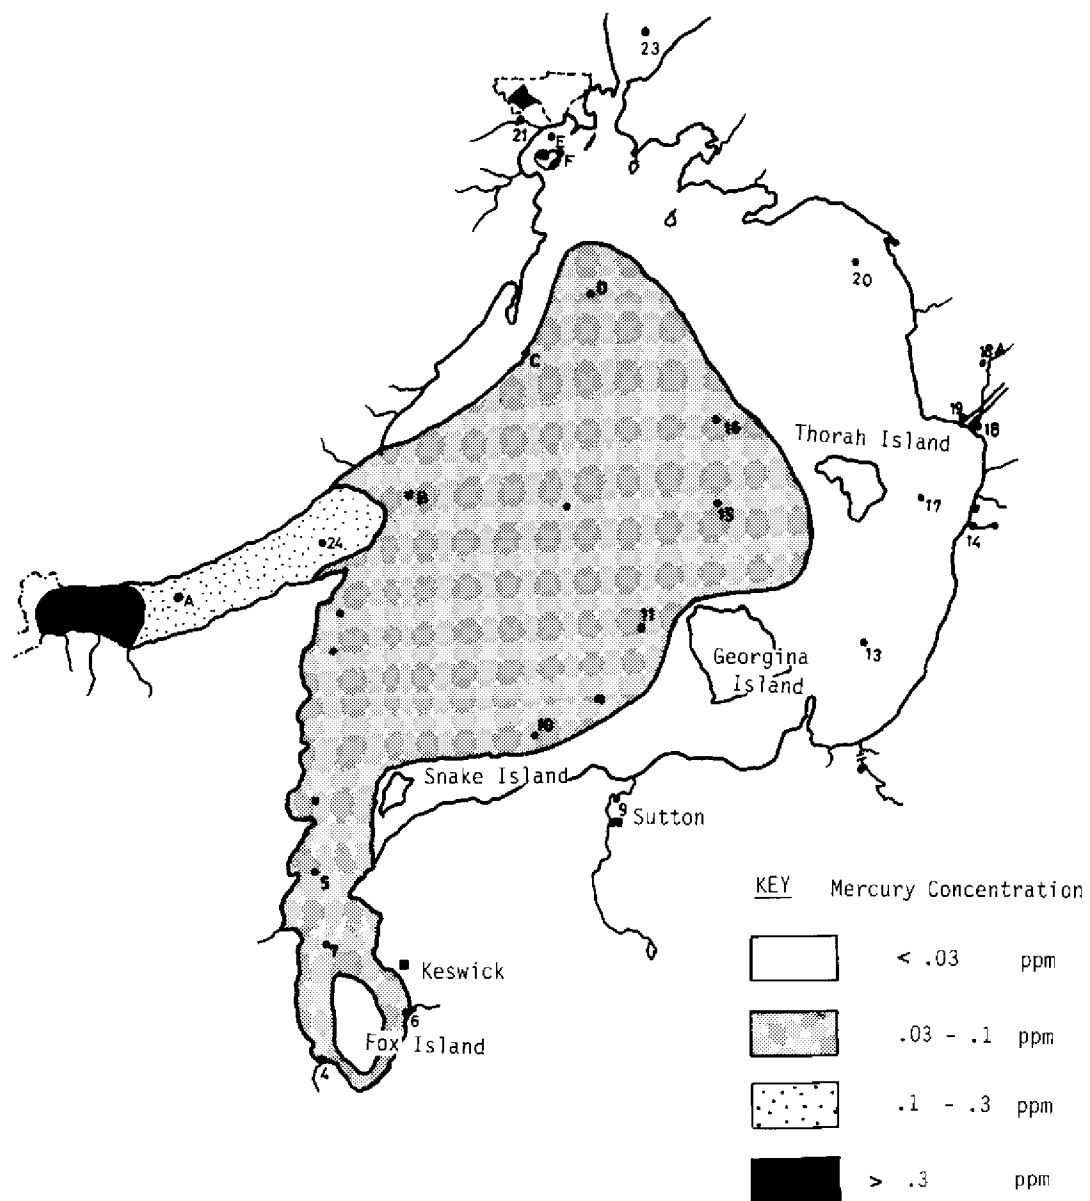 23
21
E
F
20
D
C
18A
19
18
16
Thorah Island
B
15
17
14
24
A
11
13
Georgina
Island
10
Snake Island
9
Sutton
5
KEY Mercury Concentration
7
< .03 ppm
Keswick
6
.03 - .1 ppm
Fox Island
4
.1 - .3 ppm
> .3 ppm